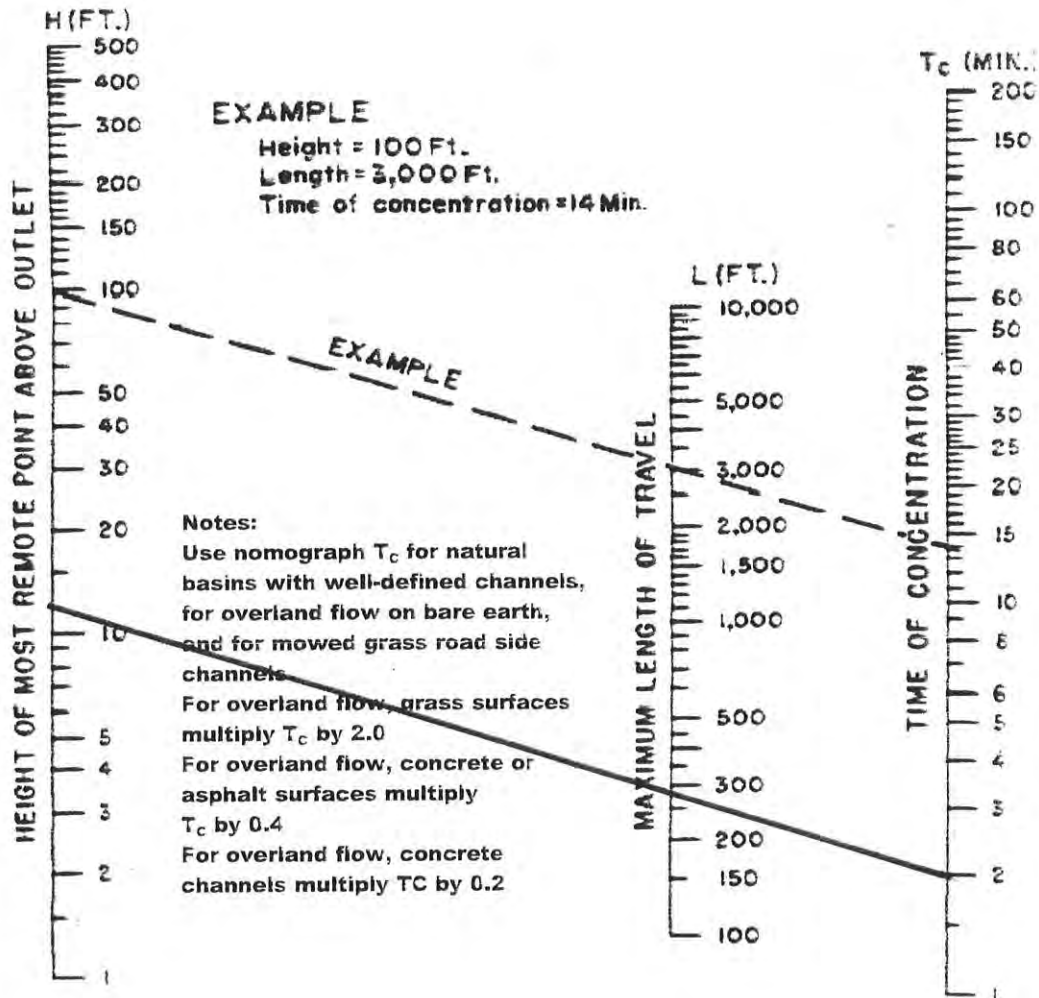 H (FT.)
500
400
300
200
150
100
50
40
30
20
10
5
4
3
2
1
HEIGHT OF MOST REMOTE POINT ABOVE OUTLET
EXAMPLE
Height = 100 Ft.
Length = 3,000 Ft.
Time of concentration = 14 Min.
EXAMPLE
Notes:
Use nomograph Tc for natural
basins with well-defined channels,
for overland flow on bare earth,
and for mowed grass road side
channels
For overland flow, grass surfaces
multiply Tc by 2.0
For overland flow, concrete or
asphalt surfaces multiply
Tc by 0.4
For overland flow, concrete
channels multiply TC by 0.2
L (FT.)
10,000
5,000
3,000
2,000
1,500
1,000
500
300
200
150
100
MAXIMUM LENGTH OF TRAVEL
Tc (MIN.
200
150
100
80
60
50
40
30
25
20
15
10
8
6
5
4
3
2
1
TIME OF CONCENTRATION